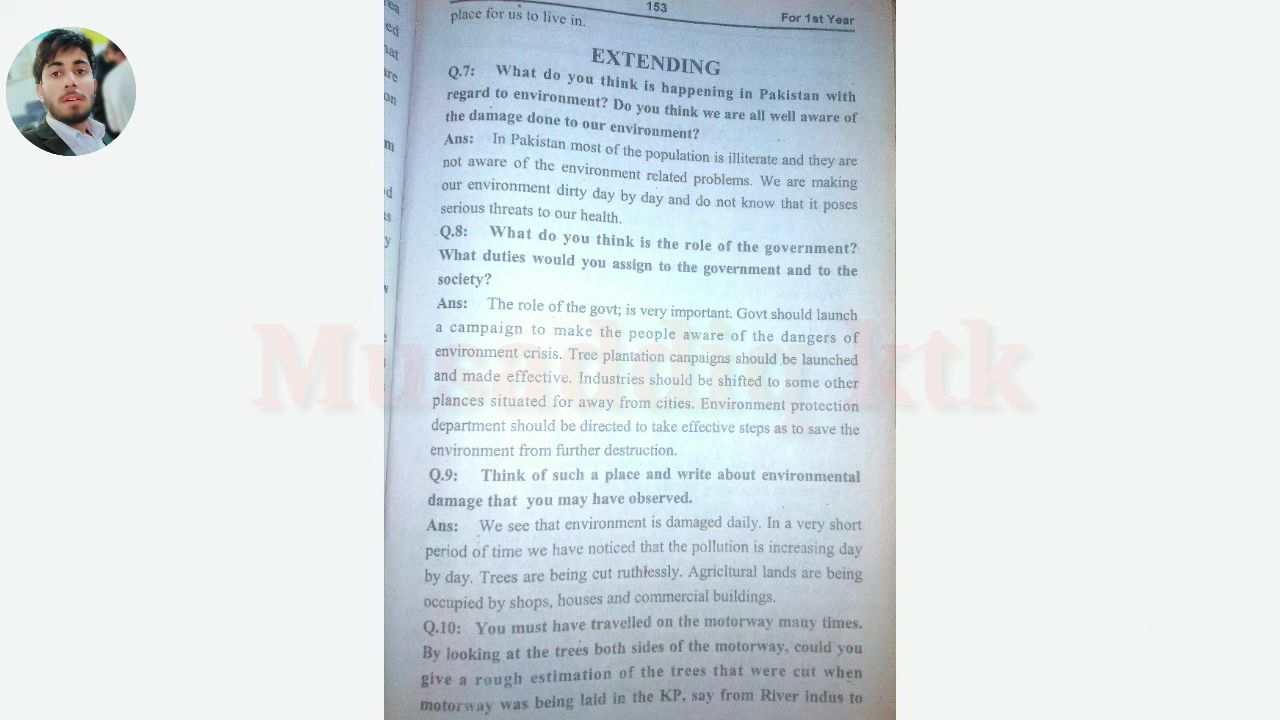 place for us to live in.
153
For 1st Year
EXTENDING
Q.7: What do you think is happening in Pakistan with
regard to environment? Do you think we are all well aware of
the damage done to our environment?
Ans: In Pakistan most of the population is illiterate and they are
not aware of the environment related problems. We are making
our environment dirty day by day and do not know that it poses
serious threats to our health.
Q.8: What do you think is the role of the government?
What duties would you assign to the government and to the
society?
Ans: The role of the govt; is very important. Govt should launch
a campaign to make the people aware of the dangers of
environment crisis. Tree plantation canpaigns should be launched
and made effective. Industries should be shifted to some other
plances situated for away from cities. Environment protection
department should be directed to take effective steps as to save the
environment from further destruction.
Q.9: Think of such a place and write about environmental
damage that you may have observed.
Ans: We see that environment is damaged daily. In a very short
period of time we have noticed that the pollution is increasing day
by day. Trees are being cut ruthlessly. Agricltural lands are being
occupied by shops, houses and commercial buildings.
Q.10: You must have travelled on the motorway many times.
By looking at the trees both sides of the motorway, could you
give a rough estimation of the trees that were cut when
motorway was being laid in the KP, say from River indus to
ktk